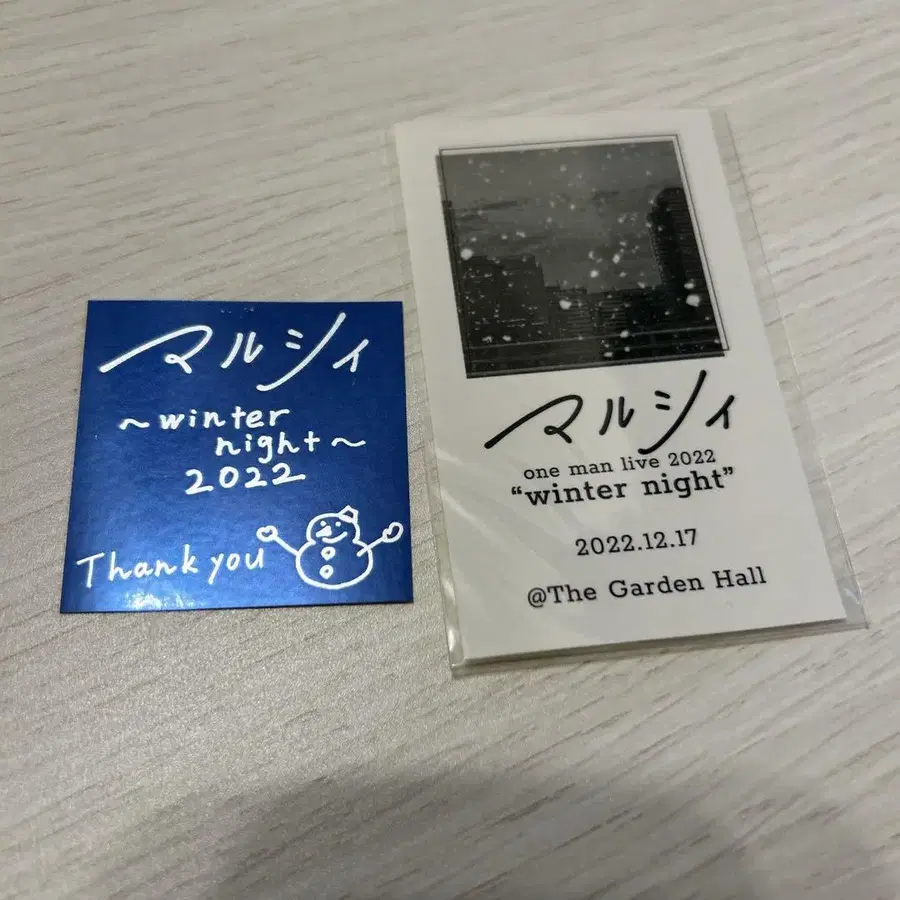 マルシィ
~winter
night~
2022
Thank you
マルシィ
one man live 2022
“winter night”
2022.12.17
@The Garden Hall